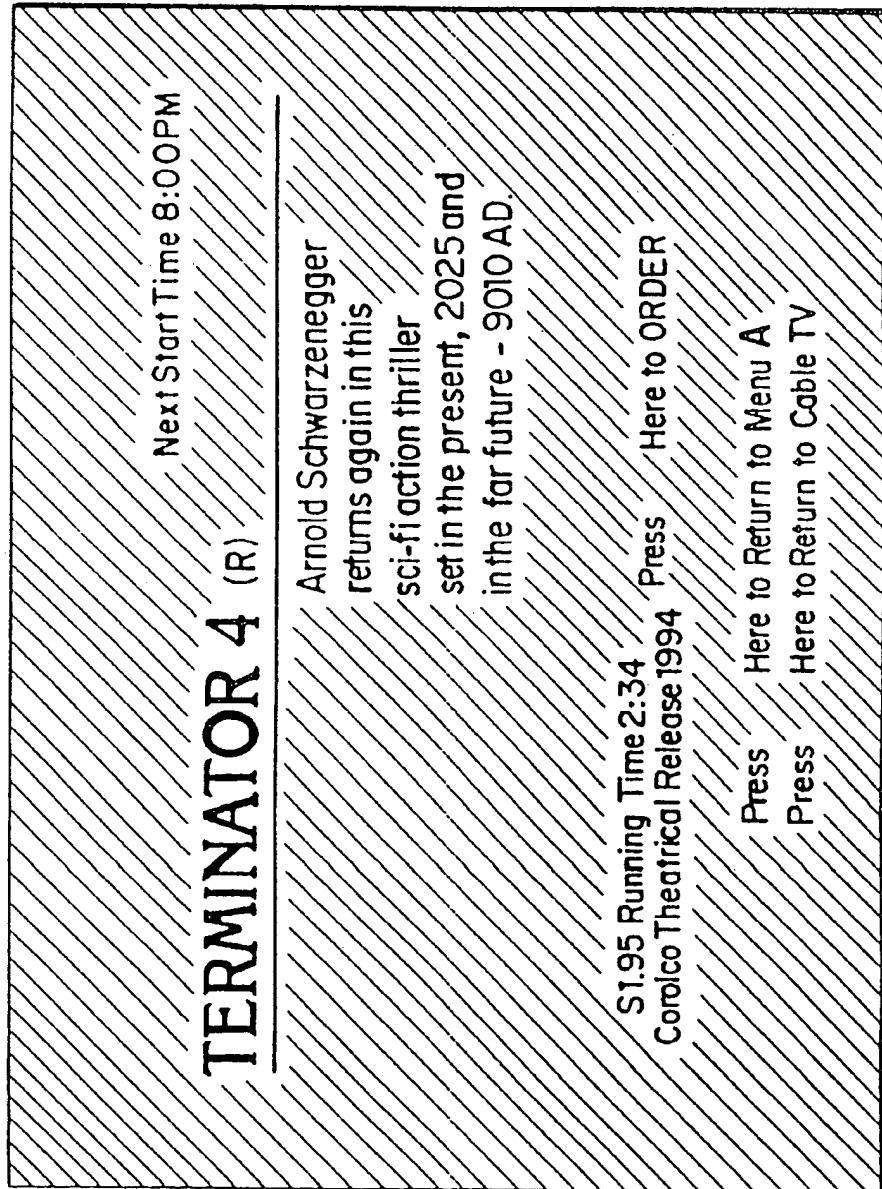 Next Start Time 8:00PM
TERMINATOR 4 (R)
Arnold Schwarzenegger
returns again in this
sci-fi action thriller
set in the present, 2025 and
in the far future - 9010 AD.
S1.95 Running Time 2:34
Corolco Theatrical Release 1994
Press Here to ORDER
Press Here to Return to Menu A
Press Here to Return to Cable TV